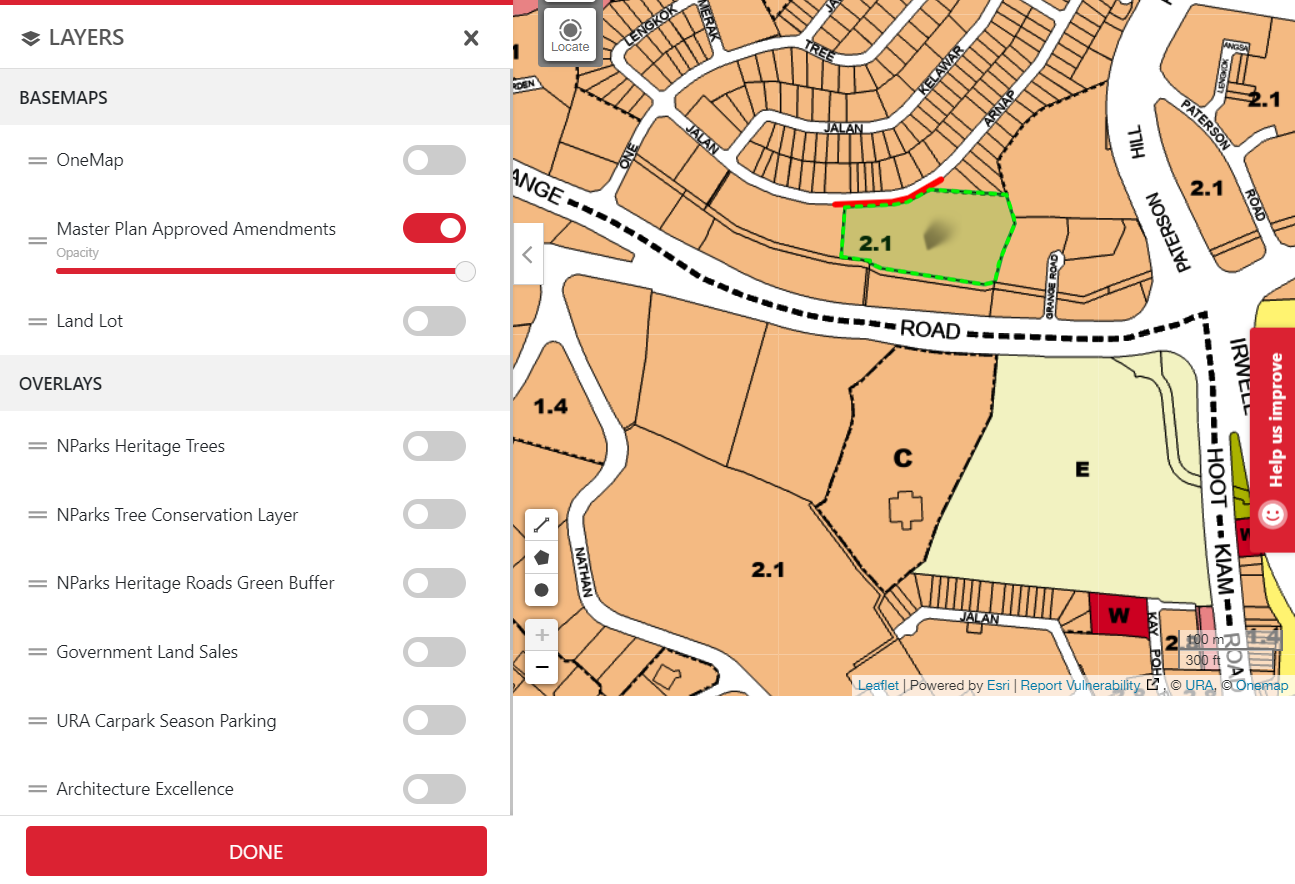 LAYERS
BASEMAPS
OneMap
Master Plan Approved Amendments
Opacity
Land Lot
OVERLAYS
NParks Heritage Trees
NParks Tree Conservation Layer
NParks Heritage Roads Green Buffer
Government Land Sales
URA Carpark Season Parking
Architecture Excellence
DONE
Locate
LENGKOK
MERAK
TREE
KELAWAR
JALAN
ARNAP
JALAN
ONE
ANGE
ROAD
2.1
GRANGE ROAD
HILL
PATERSON
PATERSON
ROAD
ANGSA
LENGKOK
2.1
2.1
IRWELL
1.4
C
E
2.1
NATHAN
HOOT
KIAM
ROAD
JALAN
W
W
KAY
POH
1.4
100 m
300 ft
Help us improve
Leaflet | Powered by Esri | Report Vulnerability , © URA, © Onemap